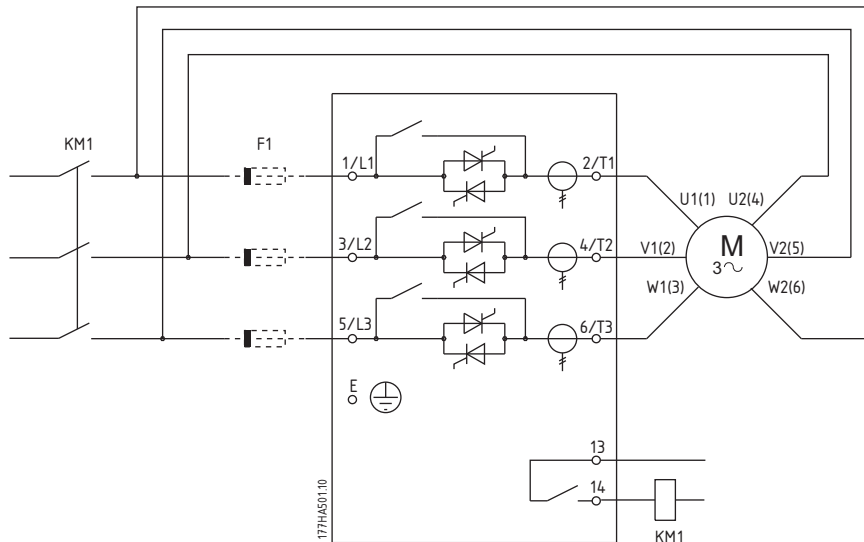 KM1
F1
1/L1
2/T1
U1(1)
U2(4)
3/L2
4/T2
V1(2)
M
3~
V2(5)
W1(3)
W2(6)
5/L3
6/T3
E
13
14
KM1
177HA501.10